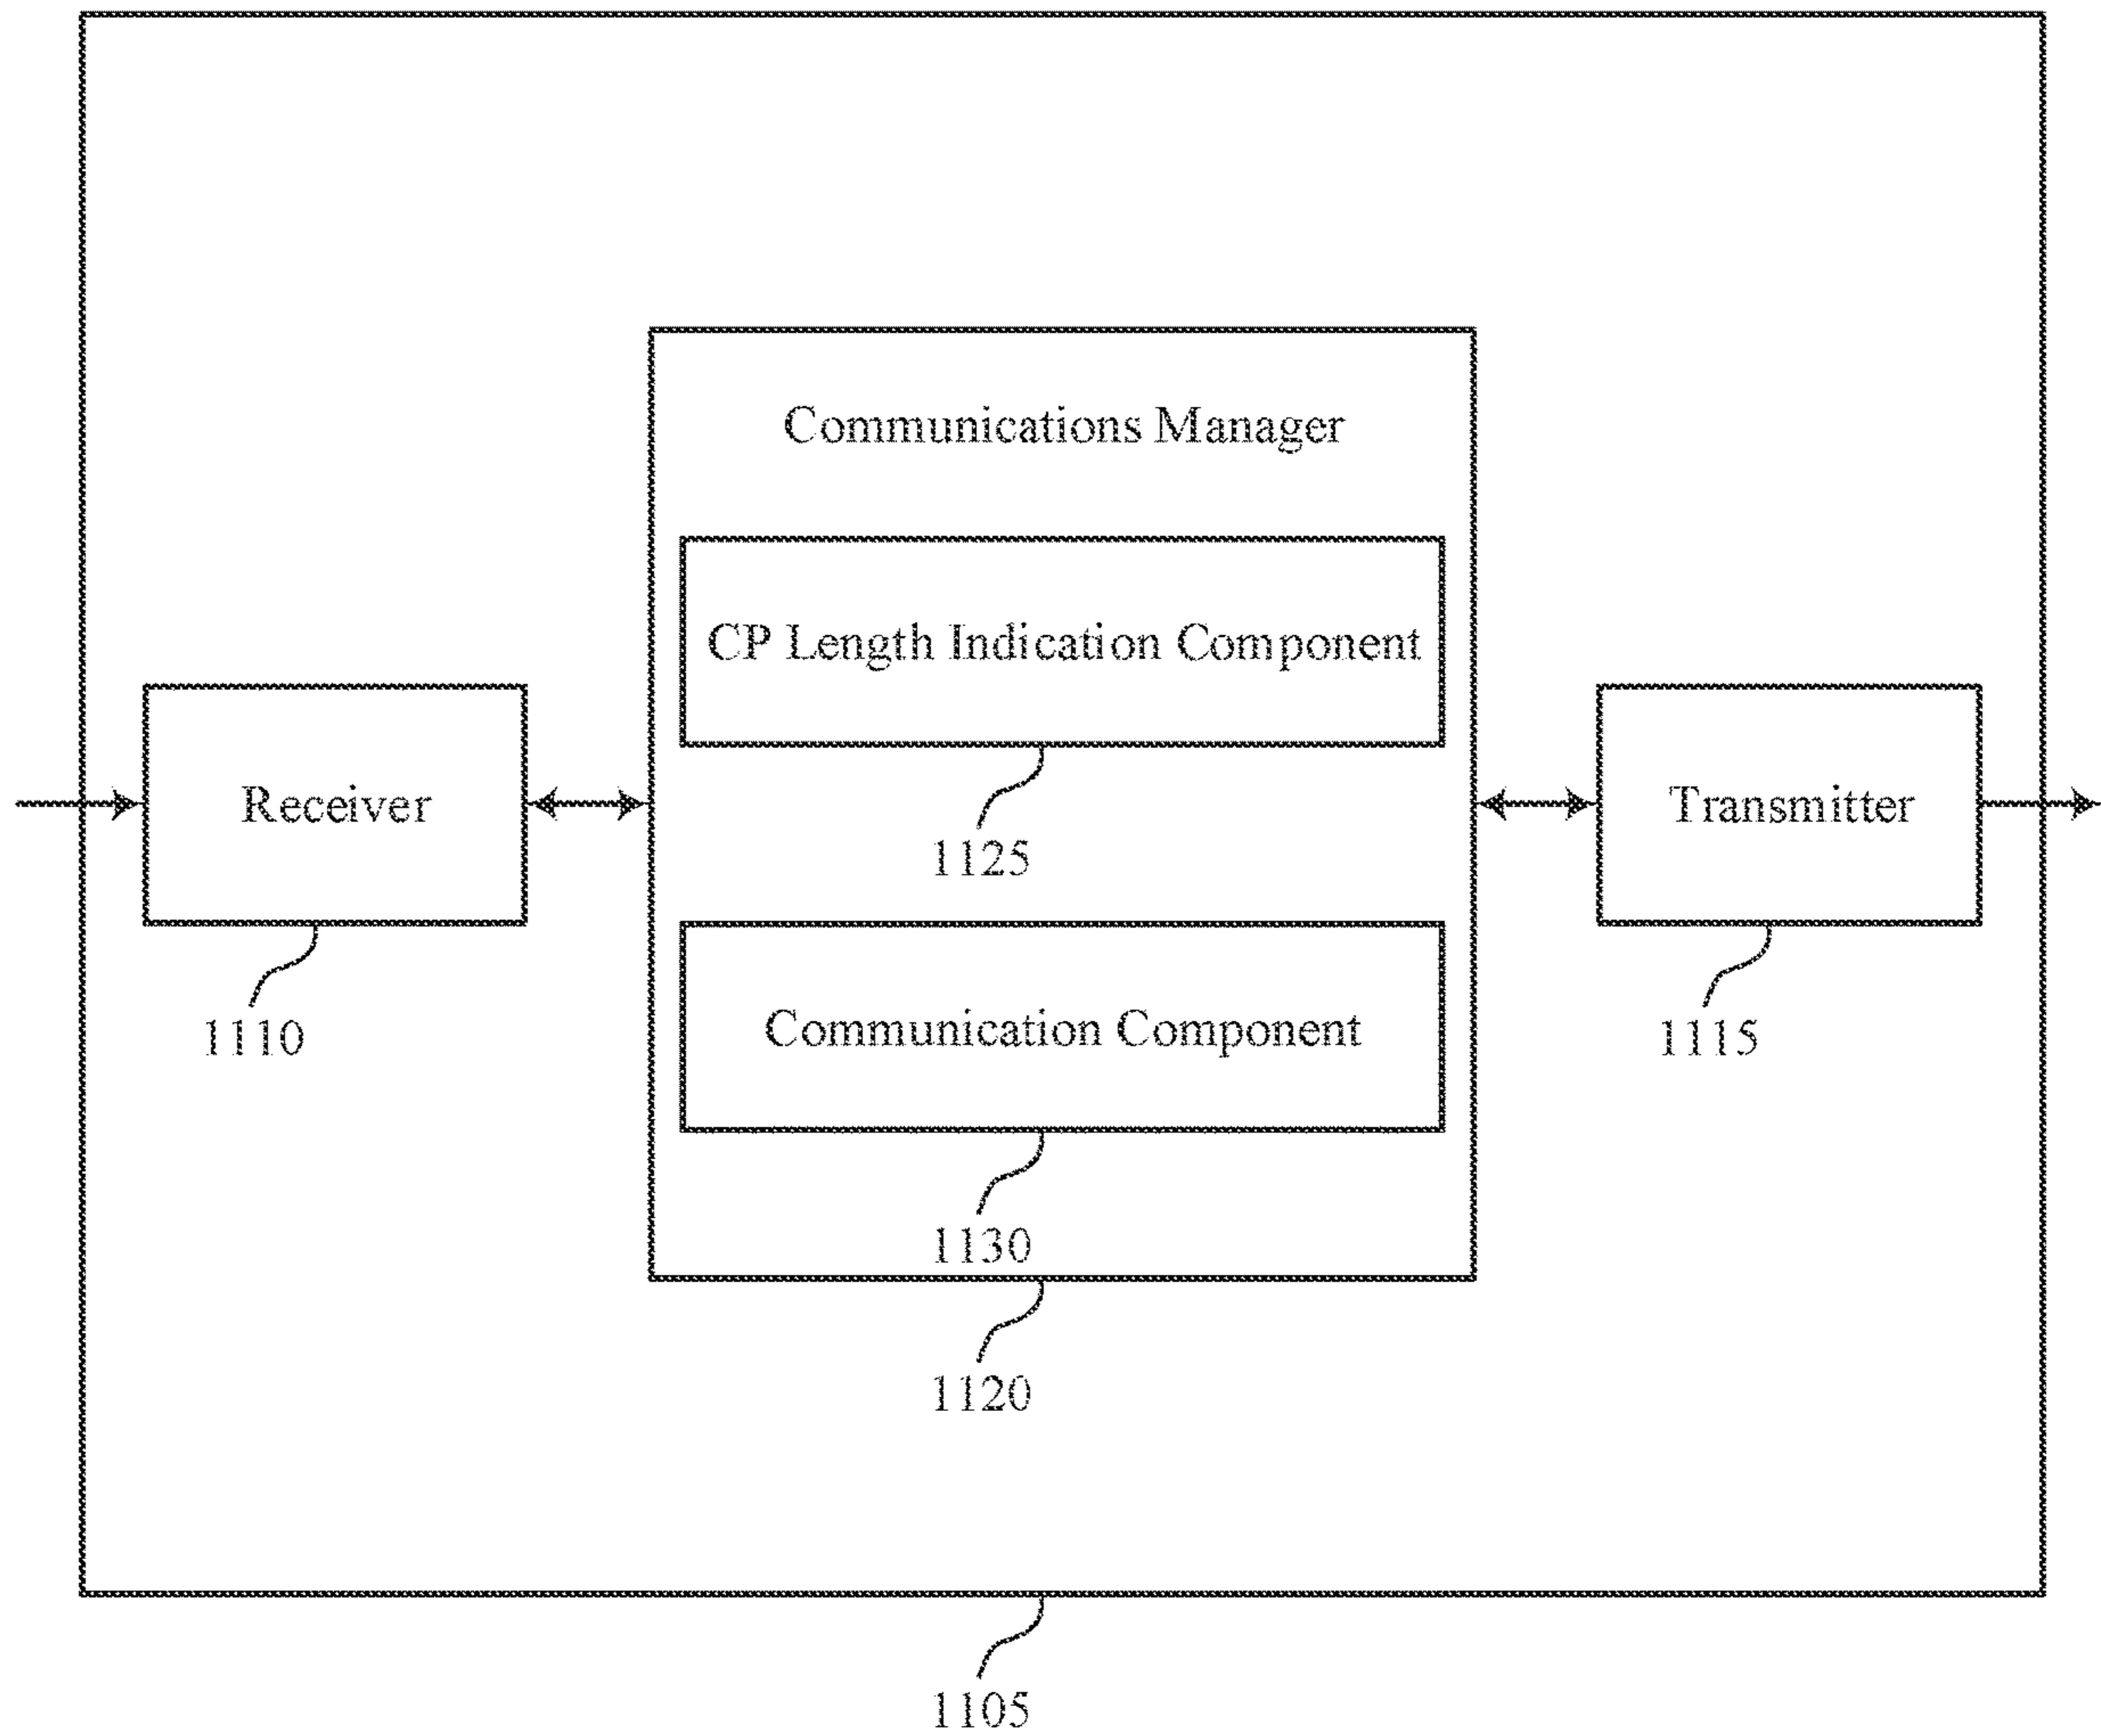 Communications Manager
CP Length Indication Component
1125
Receiver
1110
Transmitter
1115
Communication Component
1130
1120
1105